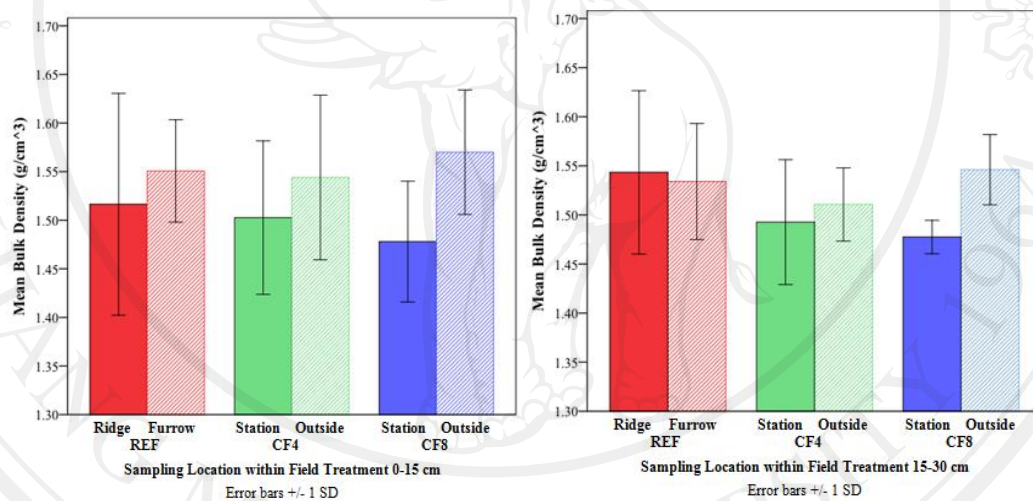 Mean Bulk Density (g/cm^3)
1.70
1.65
1.60
1.55
1.50
1.45
1.40
1.35
1.30
Ridge Furrow Station Outside Station Outside
REF CF4 CF8
Sampling Location within Field Treatment 0-15 cm
Error bars +/- 1 SD
Mean Bulk Density (g/cm^3)
1.70
1.65
1.60
1.55
1.50
1.45
1.40
1.35
1.30
Ridge Furrow Station Outside Station Outside
REF CF4 CF8
Sampling Location within Field Treatment 15-30 cm
Error bars +/- 1 SD